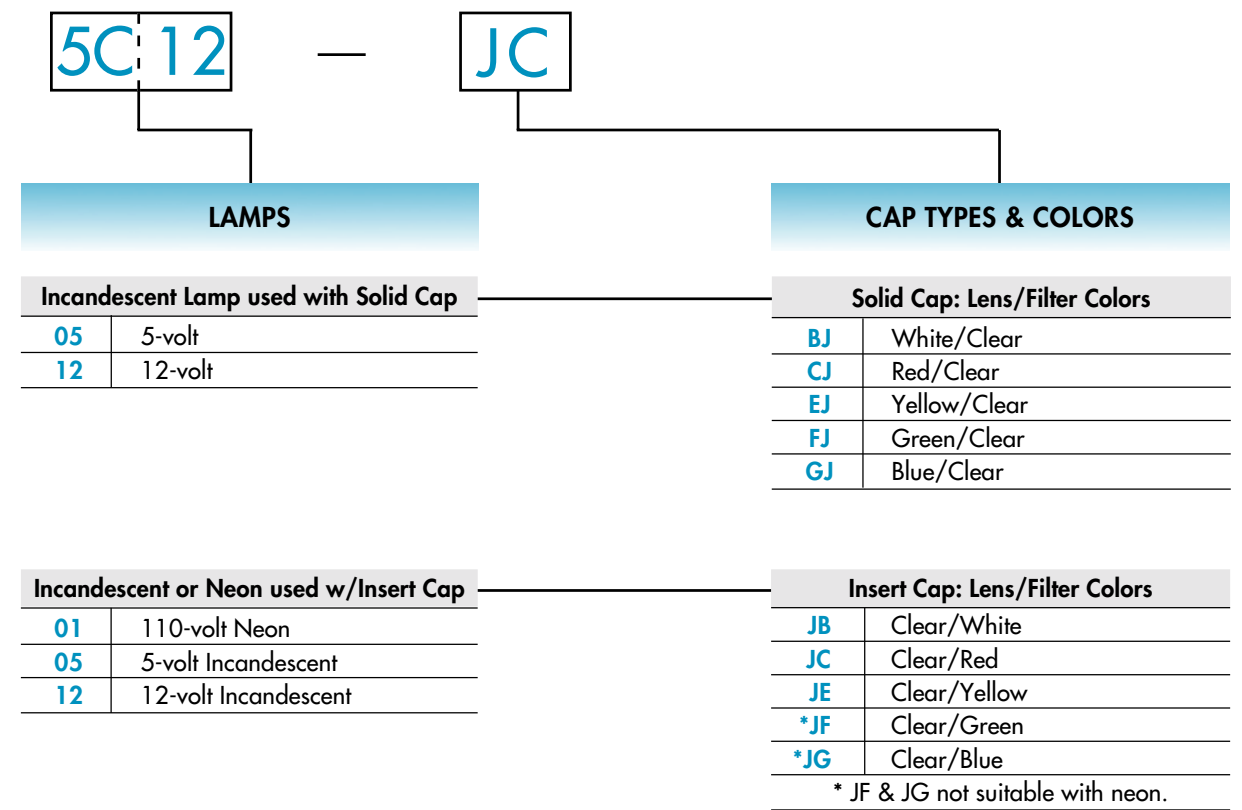 5C 12 — JC
LAMPS
Incandescent Lamp used with Solid Cap
05 5-volt
12 12-volt
Incandescent or Neon used w/Insert Cap
01 110-volt Neon
05 5-volt Incandescent
12 12-volt Incandescent
CAP TYPES & COLORS
Solid Cap: Lens/Filter Colors
BJ White/Clear
CJ Red/Clear
EJ Yellow/Clear
FJ Green/Clear
GJ Blue/Clear
Insert Cap: Lens/Filter Colors
JB Clear/White
JC Clear/Red
JE Clear/Yellow
*JF Clear/Green
*JG Clear/Blue
* JF & JG not suitable with neon.